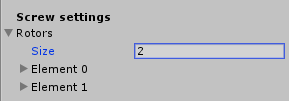 Screw settings
Rotors
Size 2
Element 0
Element 1